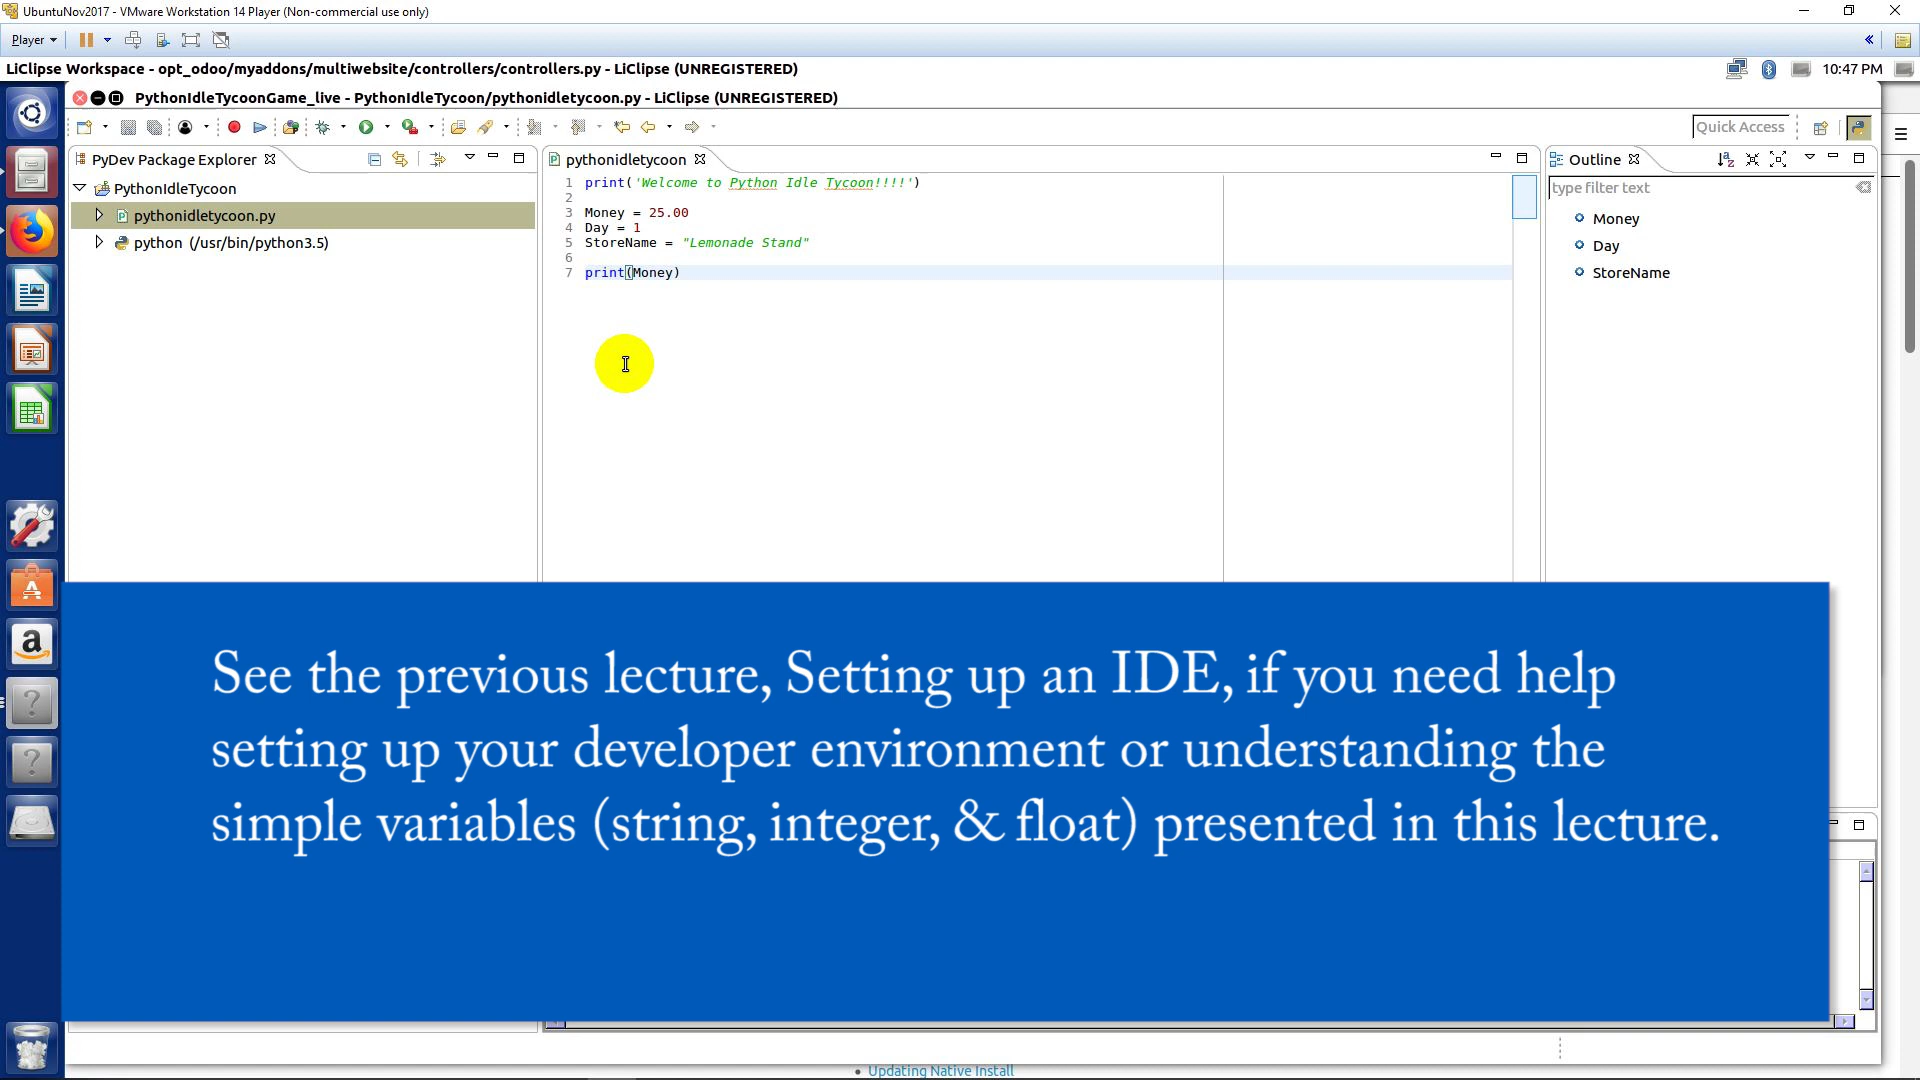 UbuntuNov2017 - VMware Workstation 14 Player (Non-commercial use only)
Player
LiClipse Workspace - opt_odoo/myaddons/multiwebsite/controllers/controllers.py - LiClipse (UNREGISTERED)
10:47 PM
PythonIdleTycoonGame_live - PythonIdleTycoon/pythonidletycoon.py - LiClipse (UNREGISTERED)
Quick Access
PyDev Package Explorer
PythonIdleTycoon
pythonidletycoon.py
python (/usr/bin/python3.5)
pythonidletycoon
1 print('Welcome to Python Idle Tycoon!!!!')
2
3 Money = 25.00
4 Day = 1
5 StoreName = "Lemonade Stand"
6
7 print(Money)
Outline
type filter text
Money
Day
StoreName
See the previous lecture, Setting up an IDE, if you need help
setting up your developer environment or understanding the
simple variables (string, integer, & float) presented in this lecture.
• Updating Native Install